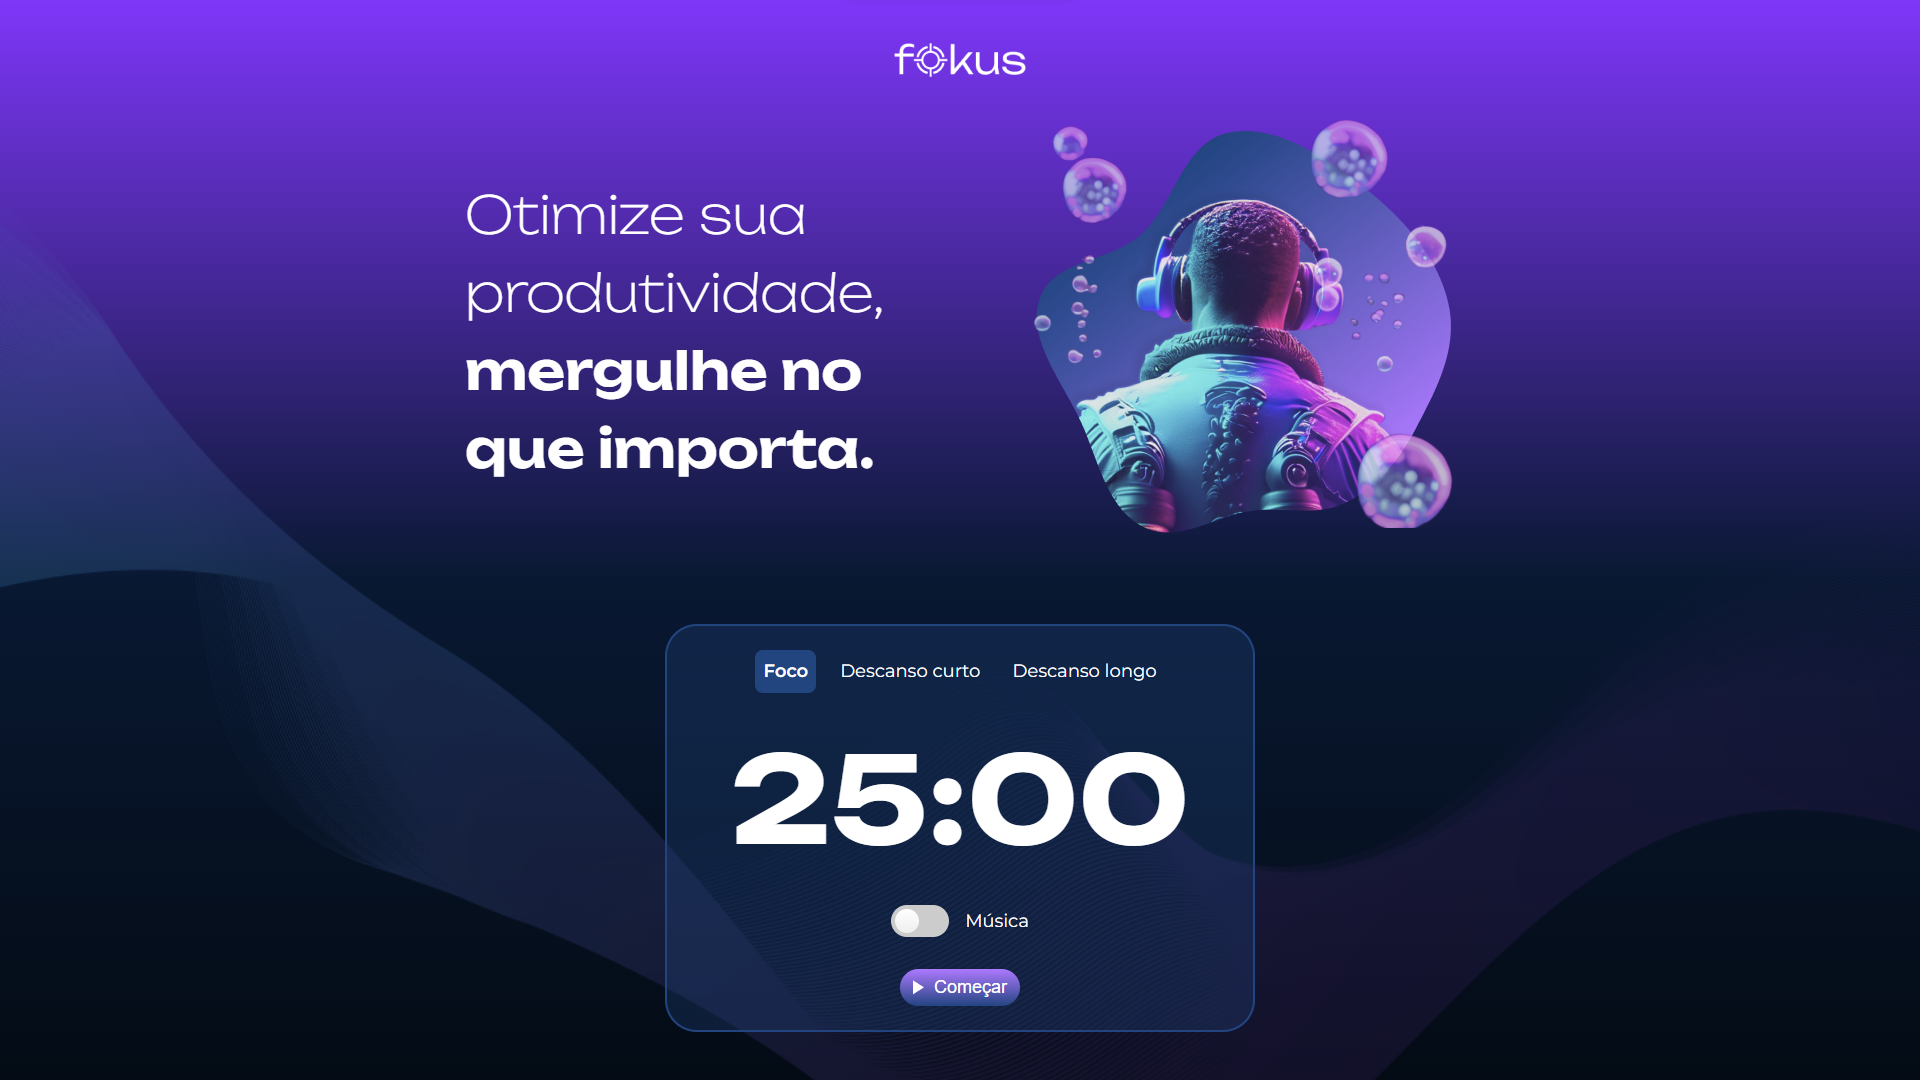 fokus
Otimize sua
produtividade,
mergulhe no
que importa.
Foco Descanso curto Descanso longo
25:00
Música
Começar